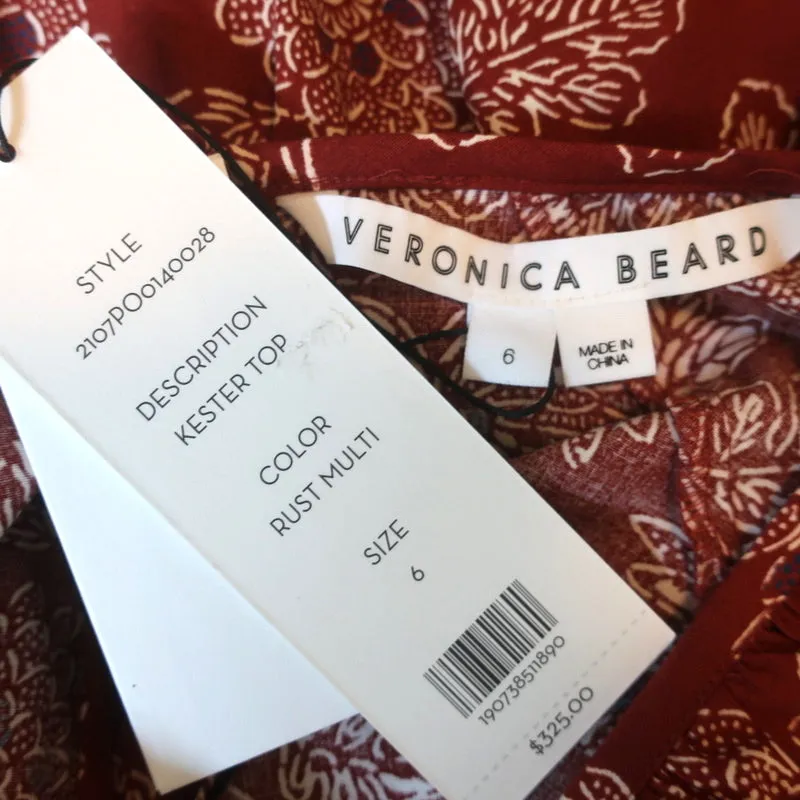 STYLE
2107PO0140028
DESCRIPTION
KESTER TOP
COLOR
RUST MULTI
SIZE
6
190738511890
$325.00
VERONICA BEARD
6
MADE IN
CHINA